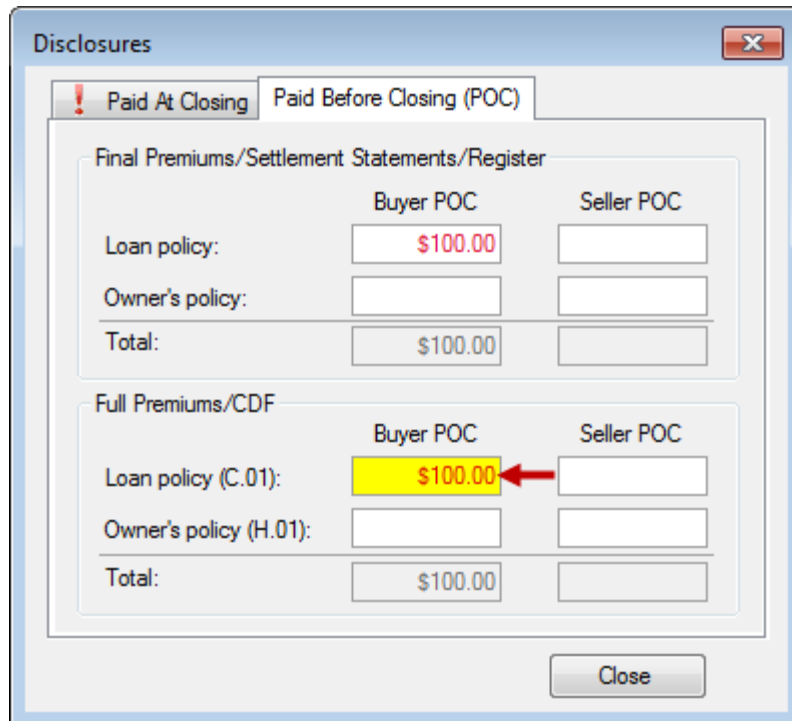 Disclosures
! Paid At Closing Paid Before Closing (POC)
Final Premiums/Settlement Statements/Register
Buyer POC Seller POC
Loan policy: $100.00
Owner's policy:
Total: $100.00
Full Premiums/CDF
Buyer POC Seller POC
Loan policy (C.01): $100.00
Owner's policy (H.01):
Total: $100.00
Close